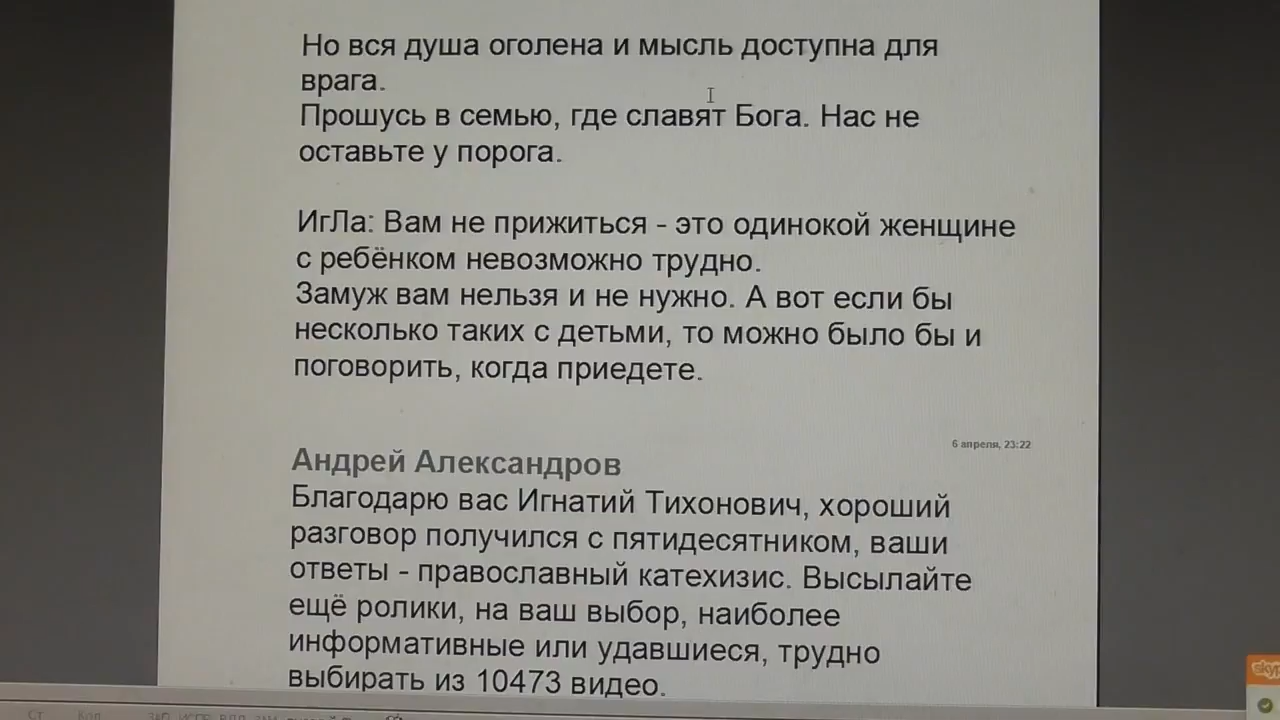 Но вся душа оголена и мысль доступна для
врага.
Прошусь в семью, где славят Бога. Нас не
оставьте у порога.
ИгЛа: Вам не прижиться - это одинокой женщине
с ребёнком невозможно трудно.
Замуж вам нельзя и не нужно. А вот если бы
несколько таких с детьми, то можно было бы и
поговорить, когда приедете.
6 апреля, 23:22
Андрей Александров
Благодарю вас Игнатий Тихонович, хороший
разговор получился с пятидесятником, ваши
ответы - православный катехизис. Высылайте
ещё ролики, на ваш выбор, наиболее
информативные или удавшиеся, трудно
выбирать из 10473 видео.